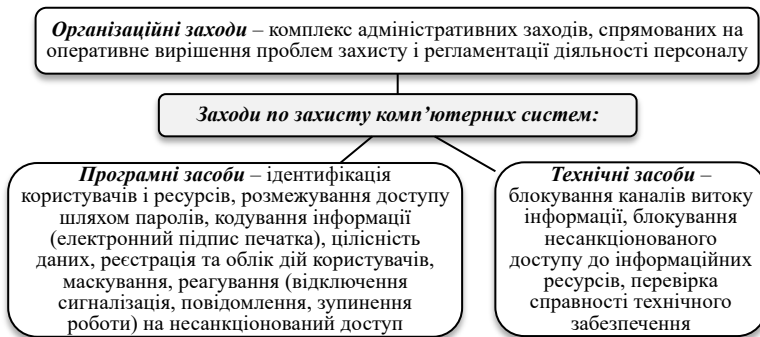 Організаційні заходи – комплекс адміністративних заходів, спрямованих на
оперативне вирішення проблем захисту і регламентації діяльності персоналу
Заходи по захисту комп’ютерних систем:
Програмні засоби – ідентифікація
користувачів і ресурсів, розмежування доступу
шляхом паролів, кодування інформації
(електронний підпис печатка), цілісність
даних, реєстрація та облік дій користувачів,
маскування, реагування (відключення
сигналізація, повідомлення, зупинення
роботи) на несанкціонований доступ
Технічні засоби –
блокування каналів витоку
інформації, блокування
несанкціонованого
доступу до інформаційних
ресурсів, перевірка
справності технічного
забезпечення